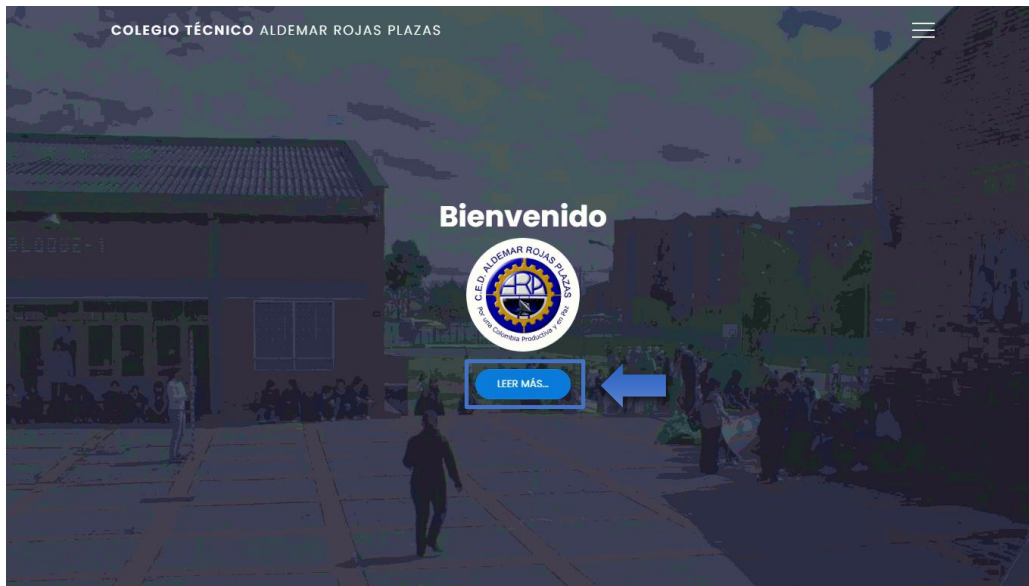 COLEGIO TÉCNICO ALDEMAR ROJAS PLAZAS
Bienvenido
C.E.D. ALDEMAR ROJAS PLAZAS
ARP
Por una Colombia Productiva y en Paz
LEER MÁS...
BLOQUE-1